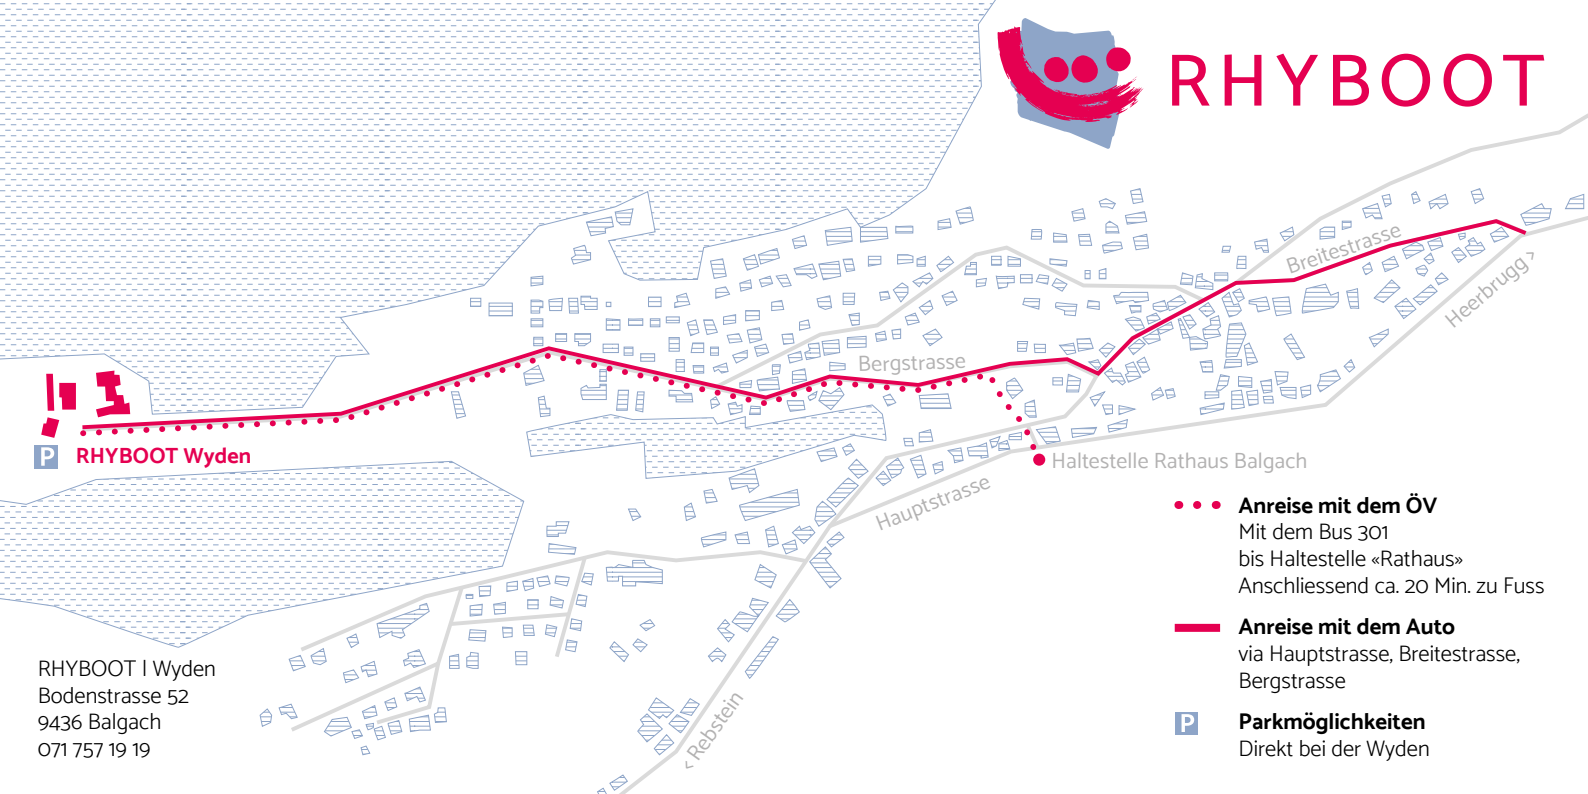 RHYBOOT
Breitestrasse
Heerbrugg >
Bergstrasse
P RHYBOOT Wyden
Haltestelle Rathaus Balgach
Hauptstrasse
< Rebstein
Anreise mit dem ÖV
Mit dem Bus 301
bis Haltestelle «Rathaus»
Anschliessend ca. 20 Min. zu Fuss
Anreise mit dem Auto
via Hauptstrasse, Breitestrasse,
Bergstrasse
P Parkmöglichkeiten
Direkt bei der Wyden
RHYBOOT | Wyden
Bodenstrasse 52
9436 Balgach
071 757 19 19